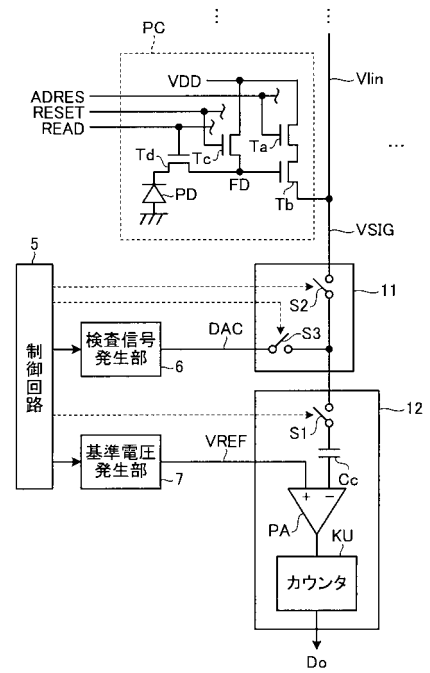 PC
VDD
Vlin
ADRES
RESET
READ
Td
Tc
Ta
PD
FD
Tb
VSIG
5
S2
11
制御回路
検査信号
発生部
6
DAC
S3
S1
12
基準電圧
発生部
7
VREF
Cc
+
−
PA
KU
カウンタ
Do